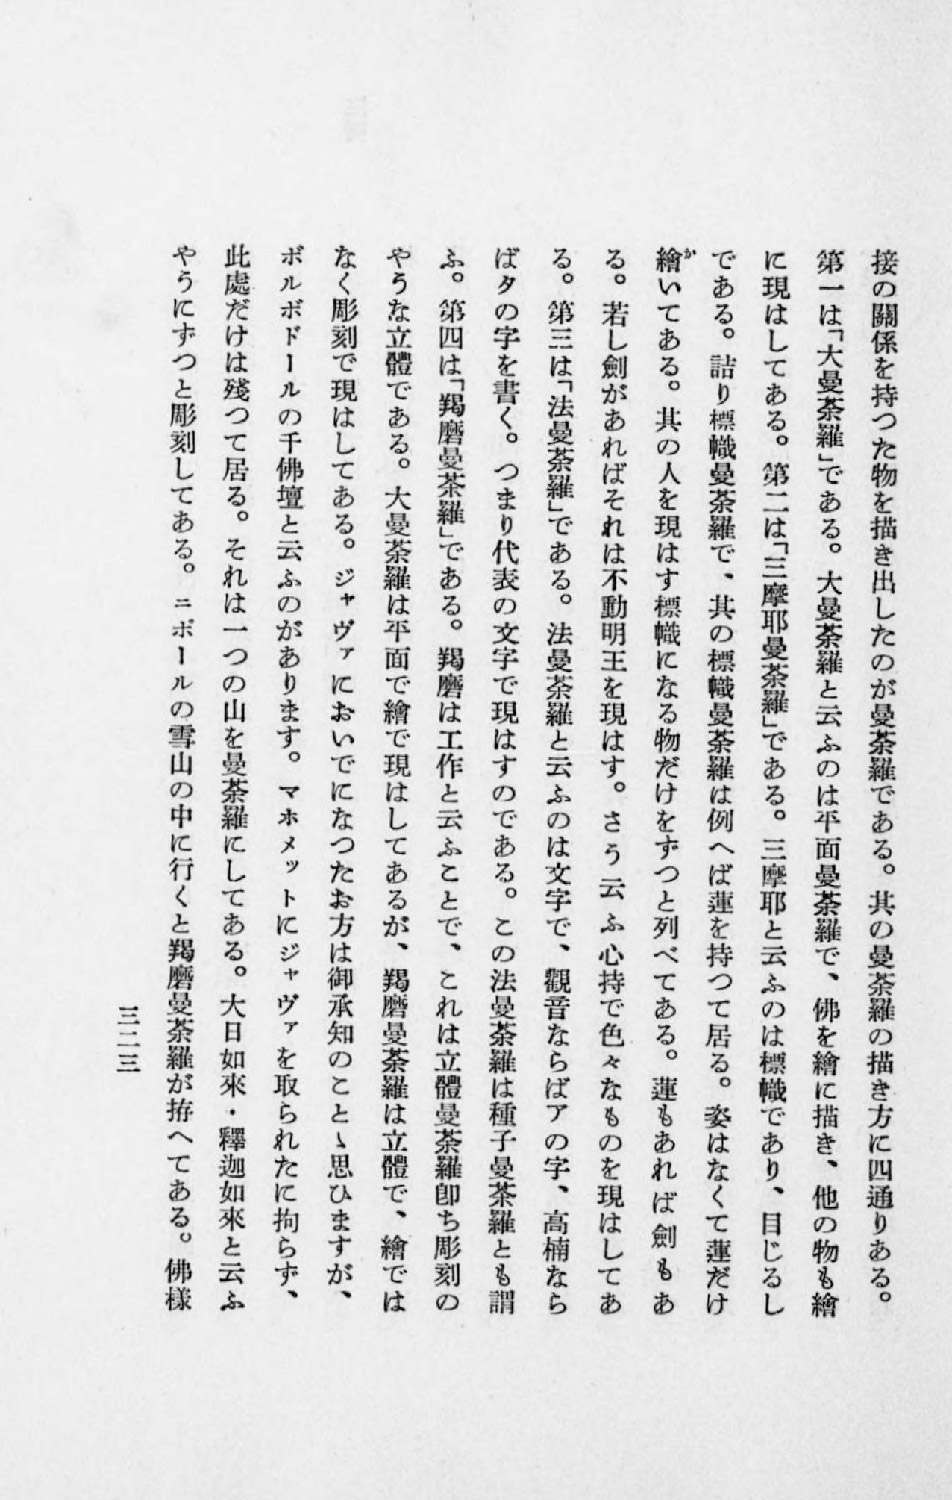 接の關係を持つた物を描き出したのが曼荼羅である。其の曼荼羅の描き方に四通りある。
第一は「大曼荼羅」である。大曼荼羅と云ふのは平面曼荼羅で、佛を繪に描き、他の物も繪
に現はしてある。第二は「三摩耶曼荼羅」である。三摩耶と云ふのは標幟であり、目じるし
である。詰り標幟曼荼羅で、其の標幟曼荼羅は例へば蓮を持つて居る。姿はなくて蓮だけ
繪いてある。其の人を現はす標幟になる物だけをずつと列べてある。蓮もあれば劍もあ
る。若し劍があればそれは不動明王を現はす。さう云ふ心持で色々なものを現はしてあ
る。第三は「法曼荼羅」である。法曼荼羅と云ふのは文字で、觀音ならばアの字、高楠なら
ばタの字を書く。つまり代表の文字で現はすのである。この法曼荼羅は種子曼荼羅とも謂
ふ。第四は「羯磨曼荼羅」である。羯磨は工作と云ふことで、これは立體曼荼羅卽ち彫刻の
やうな立體である。大曼荼羅は平面で繪で現はしてあるが、羯磨曼荼羅は立體で、繪では
なく彫刻で現はしてある。ジャヴァにおいでになつたお方は御承知のことゝ思ひますが、
ボルボドールの千佛壇と云ふのがあります。マホメットにジャヴァを取られたに拘らず、
此處だけは殘つて居る。それは一つの山を曼荼羅にしてある。大日如來・釋迦如來と云ふ
やうにずつと彫刻してある。ニポールの雪山の中に行くと羯磨曼荼羅が拵へてある。佛樣
三二三